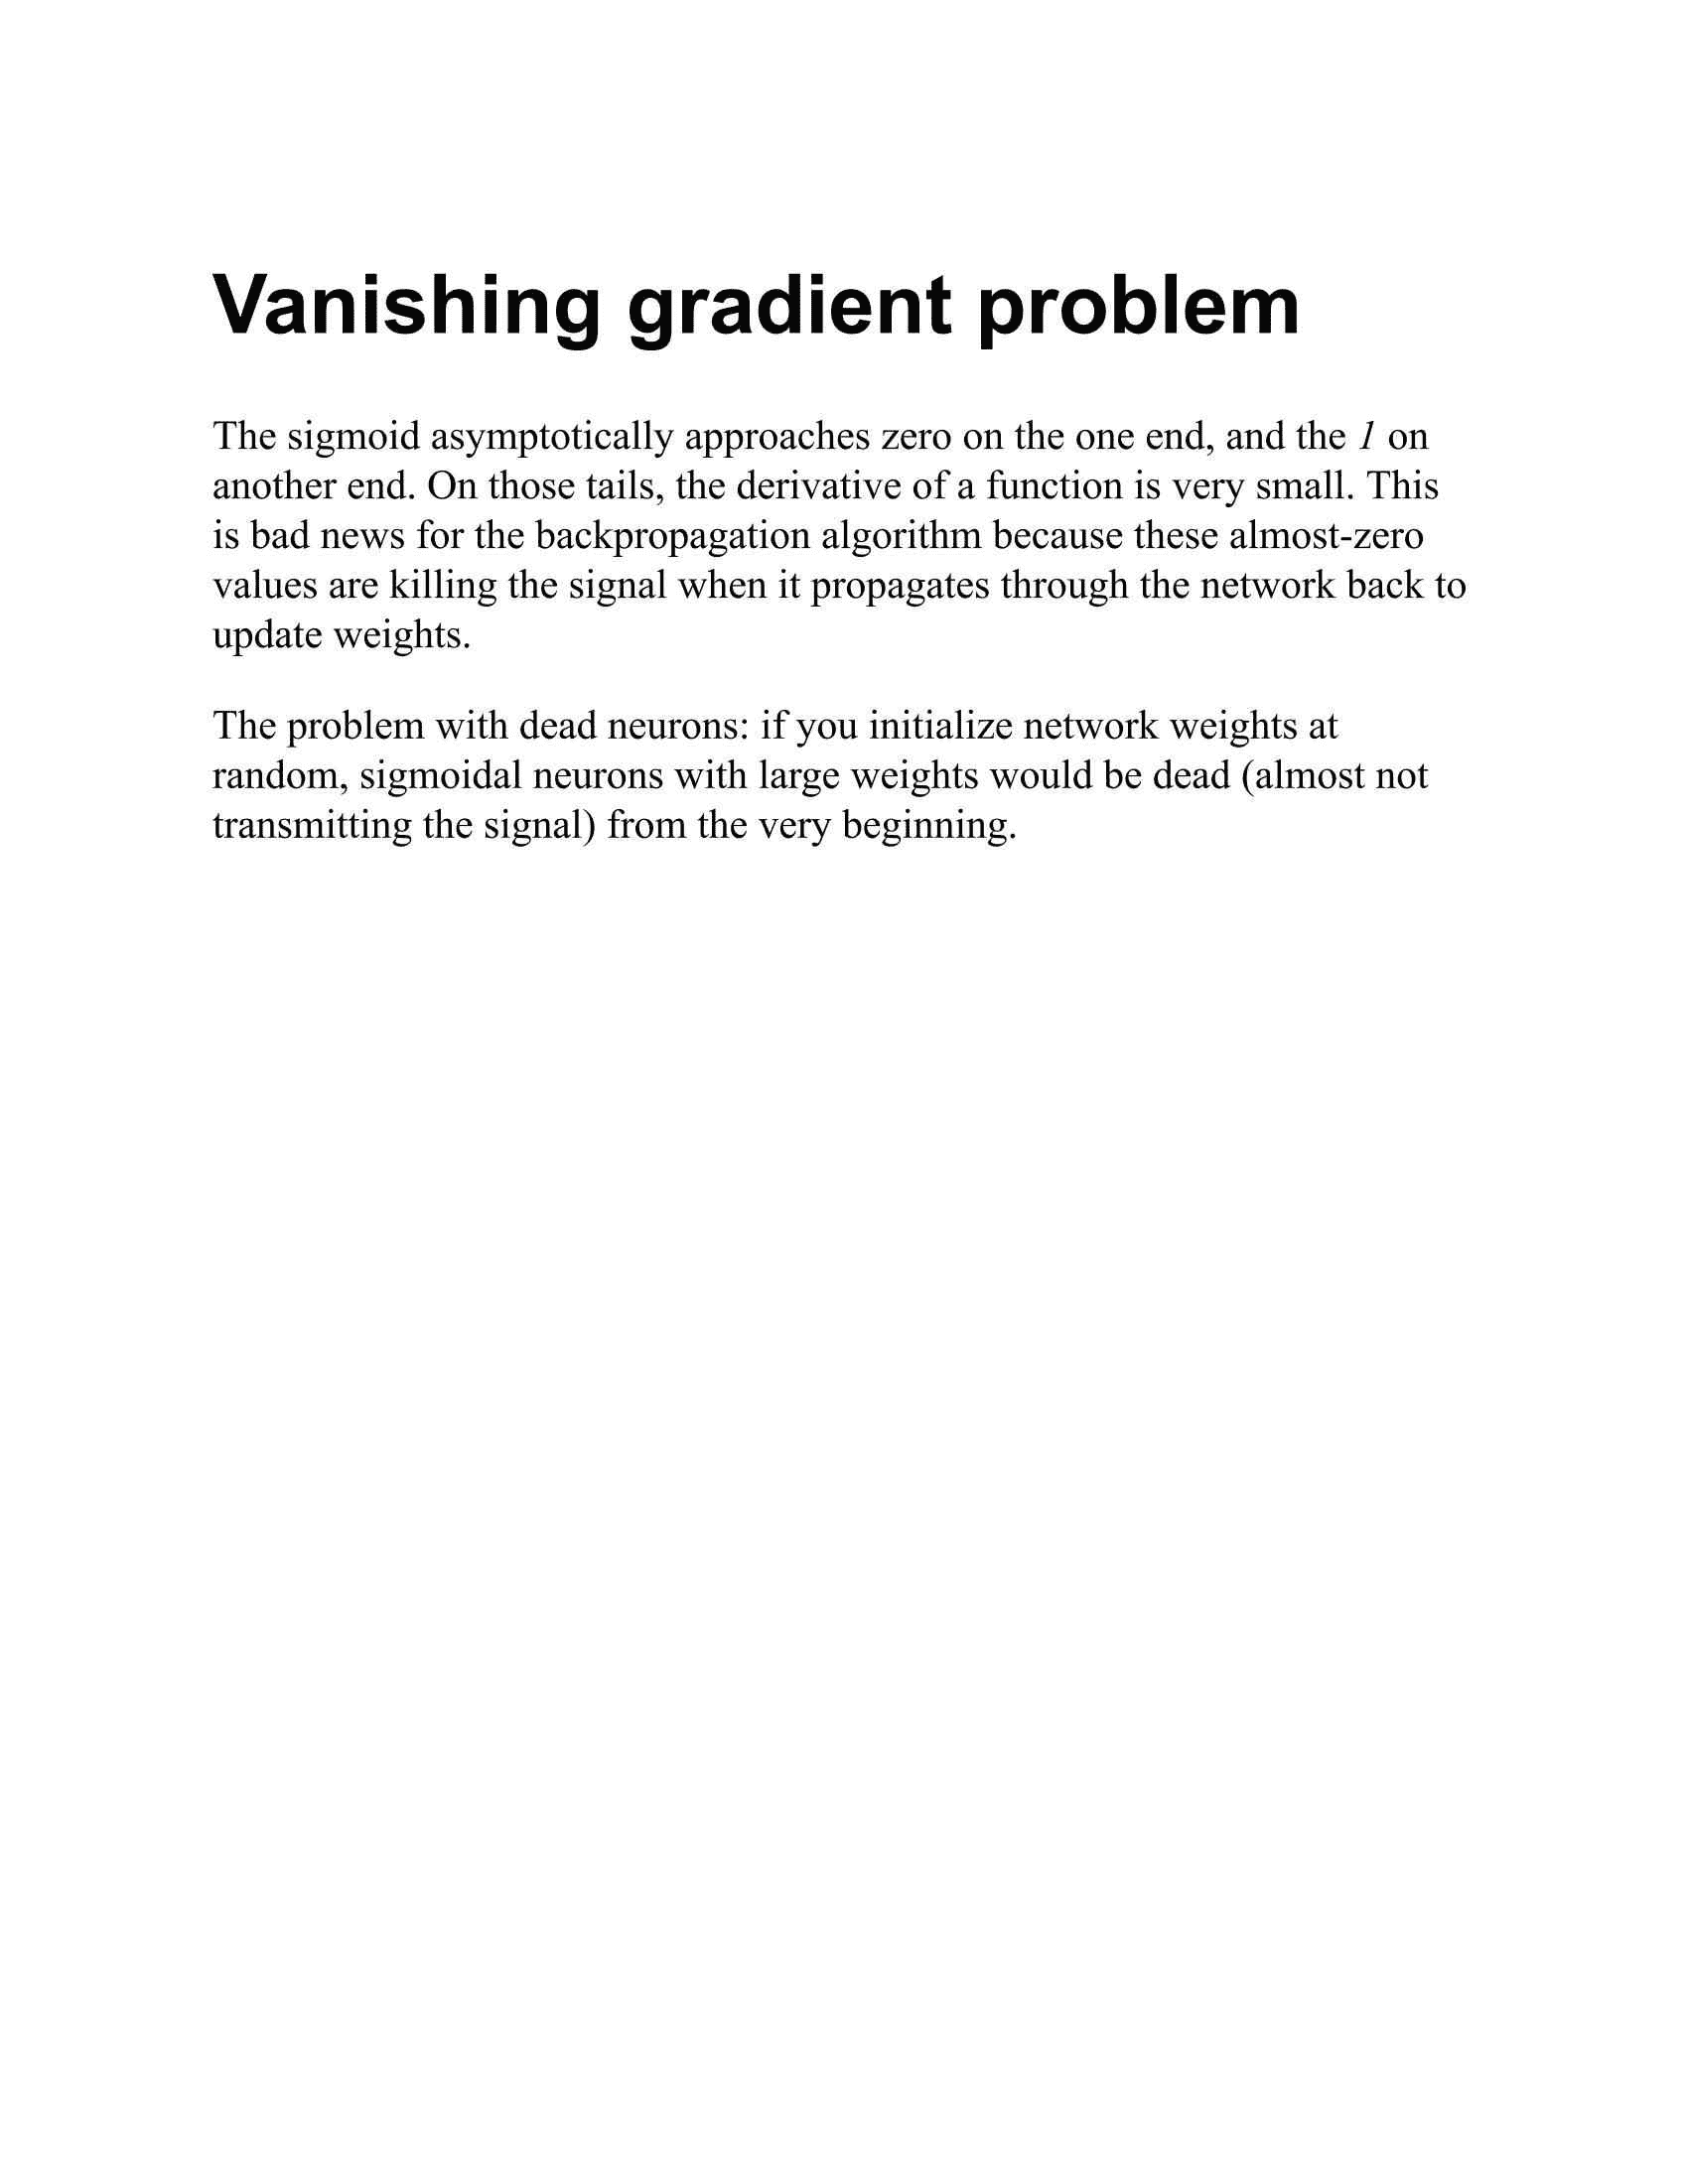 Vanishing gradient problem
The sigmoid asymptotically approaches zero on the one end, and the 1 on
another end. On those tails, the derivative of a function is very small. This
is bad news for the backpropagation algorithm because these almost-zero
values are killing the signal when it propagates through the network back to
update weights.
The problem with dead neurons: if you initialize network weights at
random, sigmoidal neurons with large weights would be dead (almost not
transmitting the signal) from the very beginning.